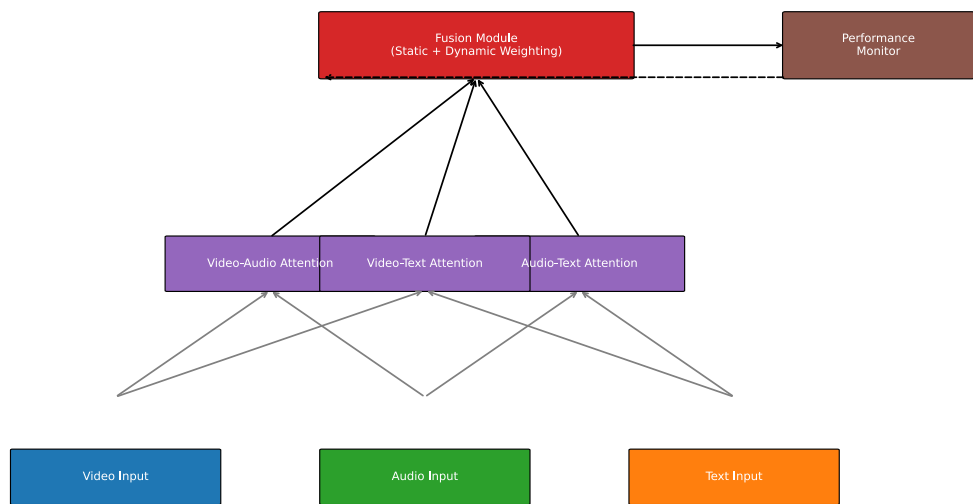 Fusion Module
(Static + Dynamic Weighting)
Performance
Monitor
Video-Audio Attention
Video-Text Attention
Audio-Text Attention
Video Input
Audio Input
Text Input